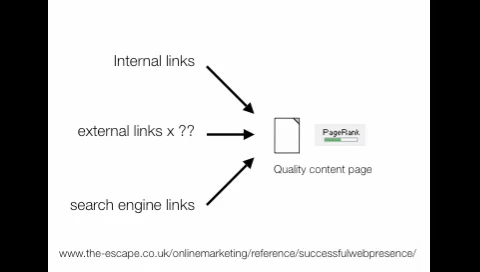 Internal links
external links x ??
PageRank
Quality content page
search engine links
www.the-escape.co.uk/onlinemarketing/reference/successfulwebpresence/